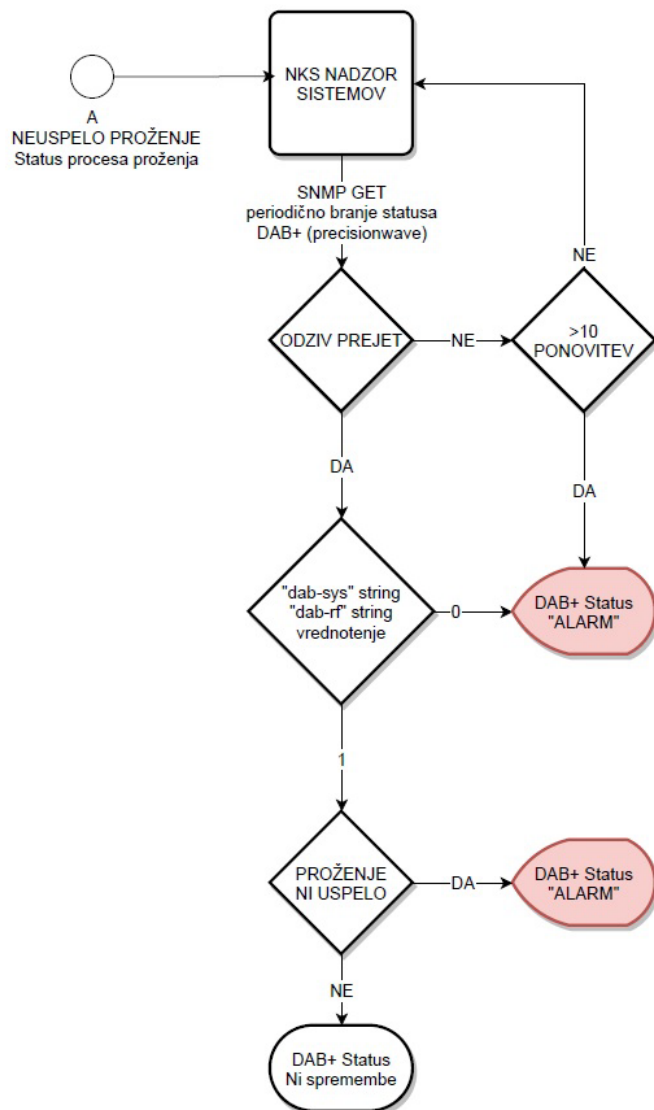 NKS NADZOR
SISTEMOV
A
NEUSPELO PROŽENJE
Status procesa proženja
SNMP GET
periodično branje statusa
DAB+ (precisionwave)
NE
ODZIV PREJET
NE
>10
PONOVITEV
DA
DA
"dab-sys" string
"dab-rf" string
vrednotenje
0
DAB+ Status
"ALARM"
1
PROŽENJE
NI USPELO
DA
DAB+ Status
"ALARM"
NE
DAB+ Status
Ni spremembe